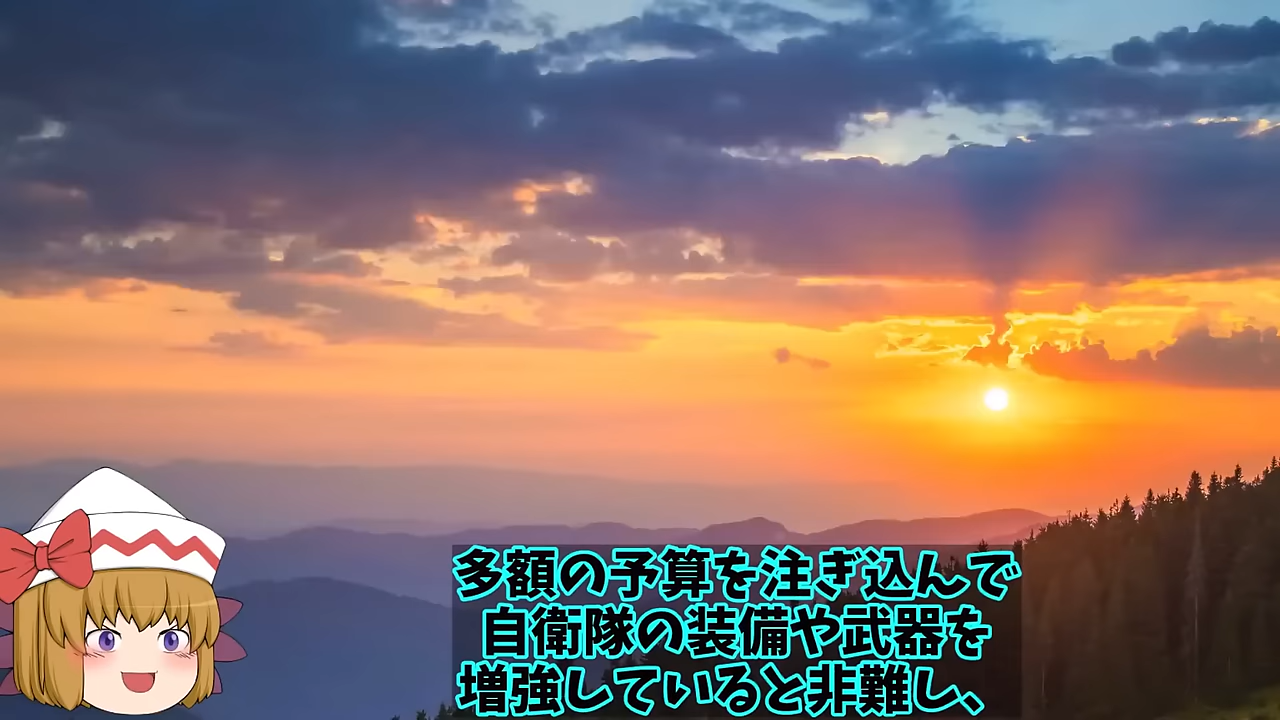 多額の予算を注ぎ込んで
自衛隊の装備や武器を
増強していると非難し、